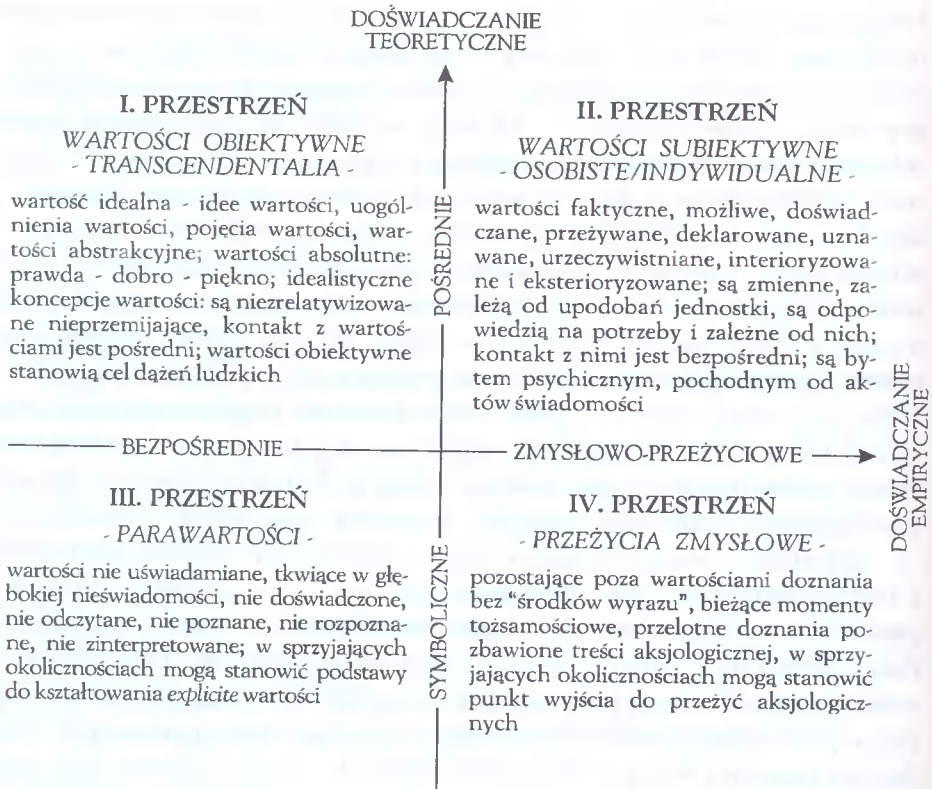 DOŚWIADCZANIE
TEORETYCZNE
I. PRZESTRZEŃ
WARTOŚCI OBIEKTYWNE
- TRANSCENDENTALIA -
wartość idealna - idee wartości, uogól-
nienia wartości, pojęcia wartości, war-
tości abstrakcyjne; wartości absolutne:
prawda - dobro - piękno; idealistyczne
koncepcje wartości: są niezrelatywizowa-
ne nieprzemijające, kontakt z wartoś-
ciami jest pośredni; wartości obiektywne
stanowią cel dążeń ludzkich
POŚREDNIE
II. PRZESTRZEŃ
WARTOŚCI SUBIEKTYWNE
- OSOBISTE/INDYWIDUALNE -
wartości faktyczne, możliwe, doświad-
czane, przeżywane, deklarowane, uzna-
wane, urzeczywistniane, interioryzowa-
ne i eksterioryzowane; są zmienne, za-
leżą od upodobań jednostki, są odpo-
wiedzią na potrzeby i zależne od nich;
kontakt z nimi jest bezpośredni; są by-
tem psychicznym, pochodnym od ak-
tów świadomości
BEZPOŚREDNIE
ZMYSŁOWO-PRZEŻYCIOWE
DOŚWIADCZANIE
EMPIRYCZNE
III. PRZESTRZEŃ
- PARAWARTOŚCI -
wartości nie uświadamiane, tkwiące w głę-
bokiej nieświadomości, nie doświadczone,
nie odczytane, nie poznane, nie rozpozna-
ne, nie zinterpretowane; w sprzyjających
okolicznościach mogą stanowić podstawy
do kształtowania explicite wartości
SYMBOLICZNE
IV. PRZESTRZEŃ
- PRZEŻYCIA ZMYSŁOWE -
pozostające poza wartościami doznania
bez "środków wyrazu", bieżące momenty
tożsamościowe, przelotne doznania po-
zbawione treści aksjologicznej, w sprzy-
jających okolicznościach mogą stanowić
punkt wyjścia do przeżyć aksjologicz-
nych